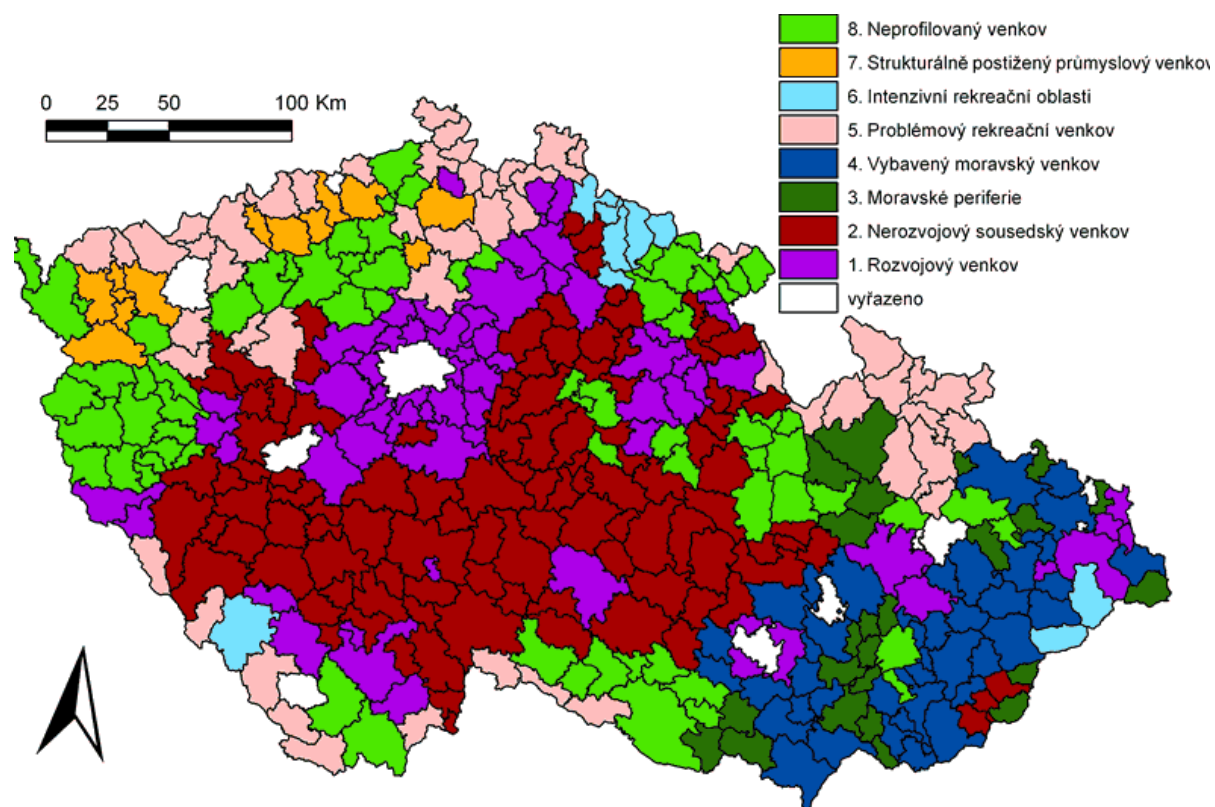 8. Neprofilovaný venkov
7. Strukturálně postižený průmyslový venkov
6. Intenzivní rekreační oblasti
5. Problémový rekreační venkov
4. Vybavený moravský venkov
3. Moravské periferie
2. Nerozvojový sousedský venkov
1. Rozvojový venkov
vyřazeno
0 25 50 100 Km